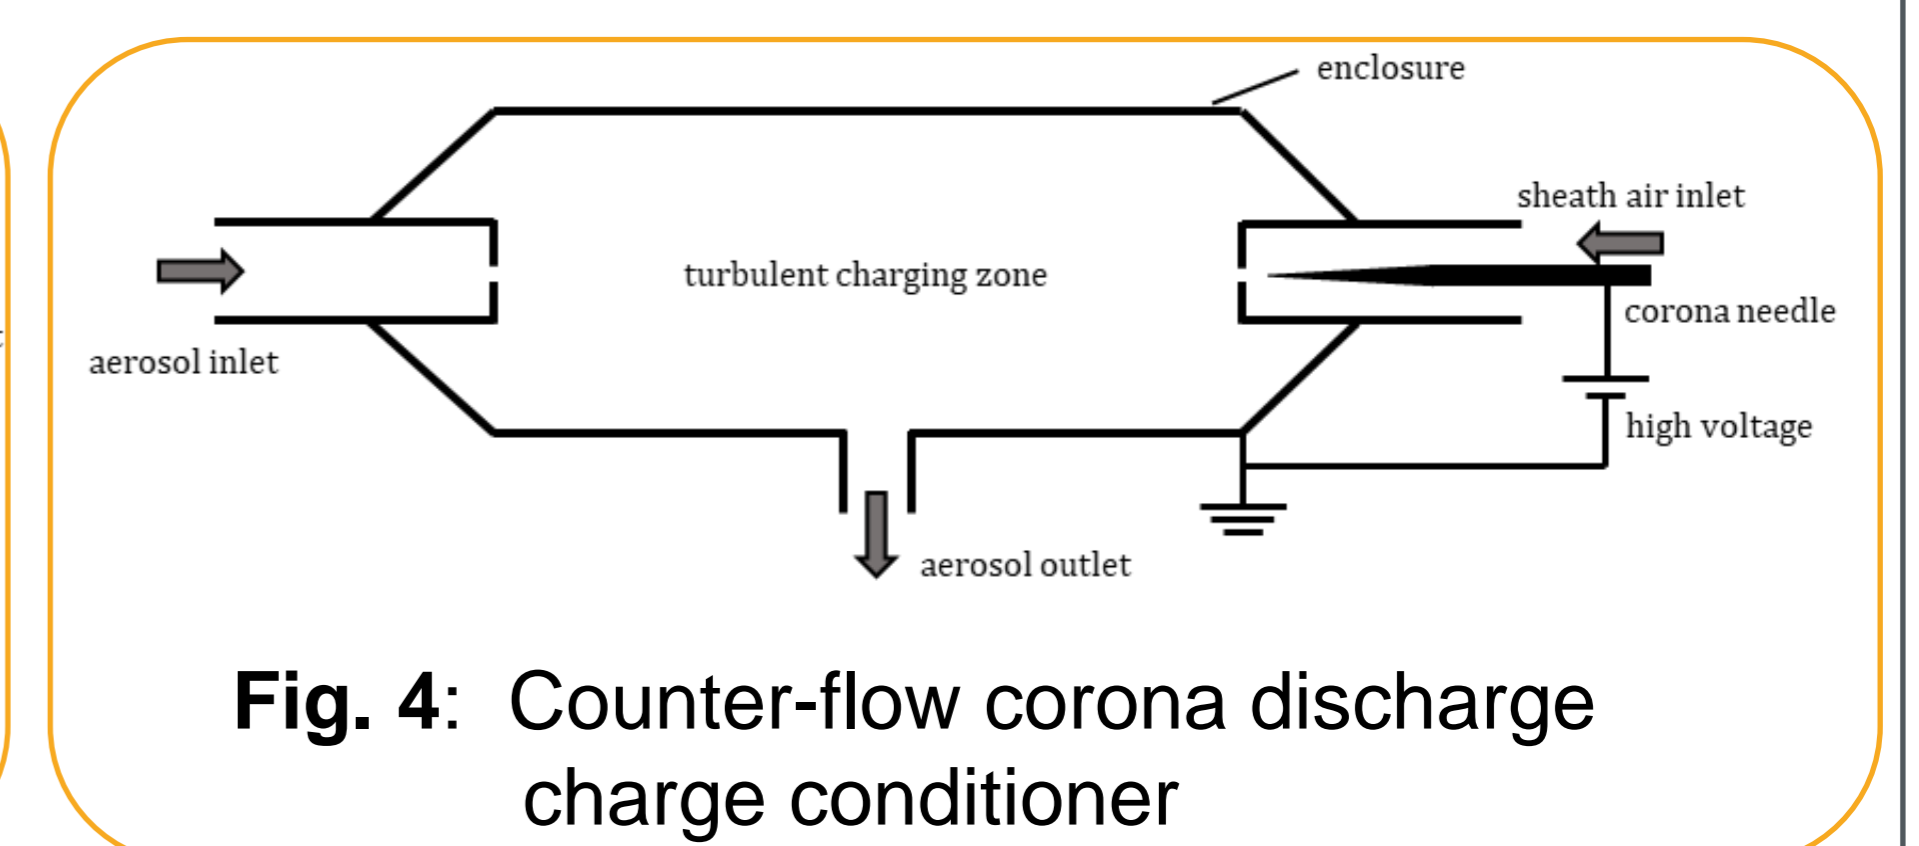 enclosure
sheath air inlet
turbulent charging zone
corona needle
aerosol inlet
high voltage
aerosol outlet
Fig. 4: Counter-flow corona discharge
charge conditioner